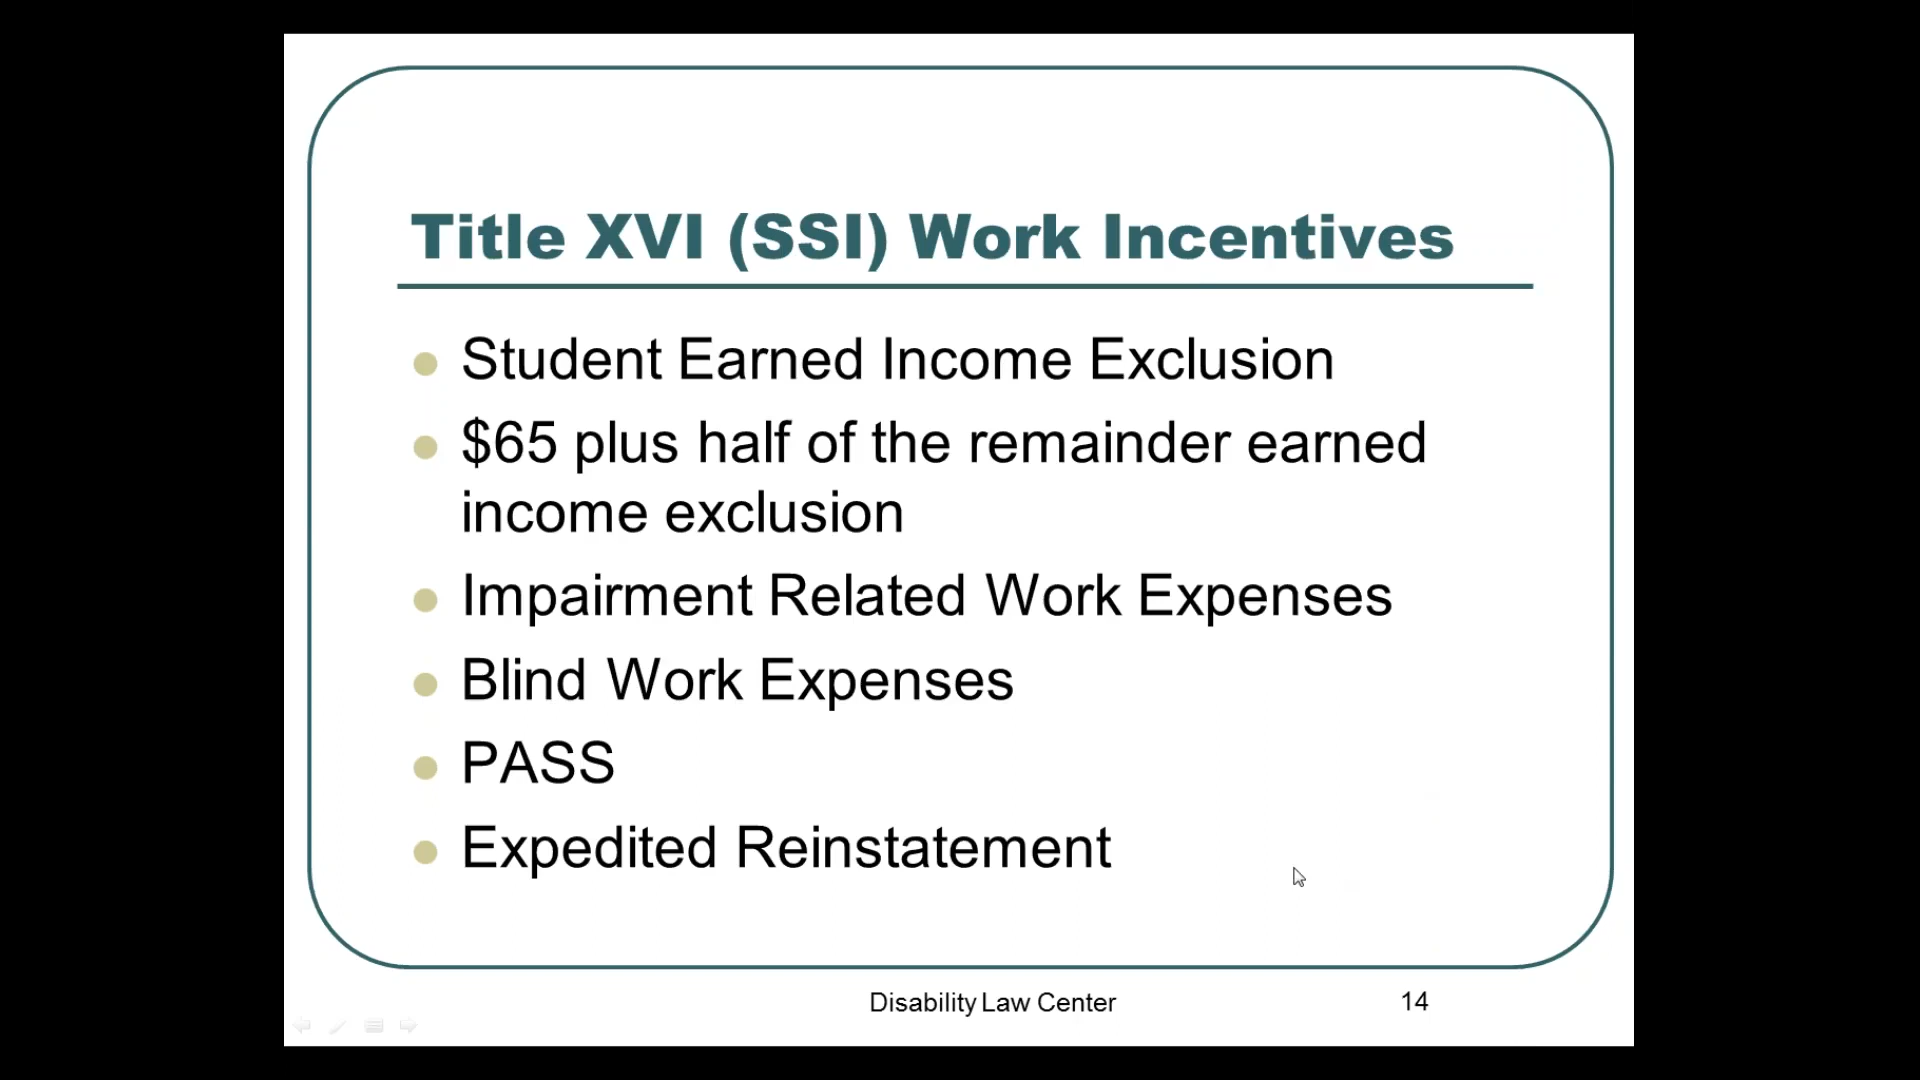 Title XVI (SSI) Work Incentives
Student Earned Income Exclusion
$65 plus half of the remainder earned
income exclusion
Impairment Related Work Expenses
Blind Work Expenses
PASS
Expedited Reinstatement
Disability Law Center
14